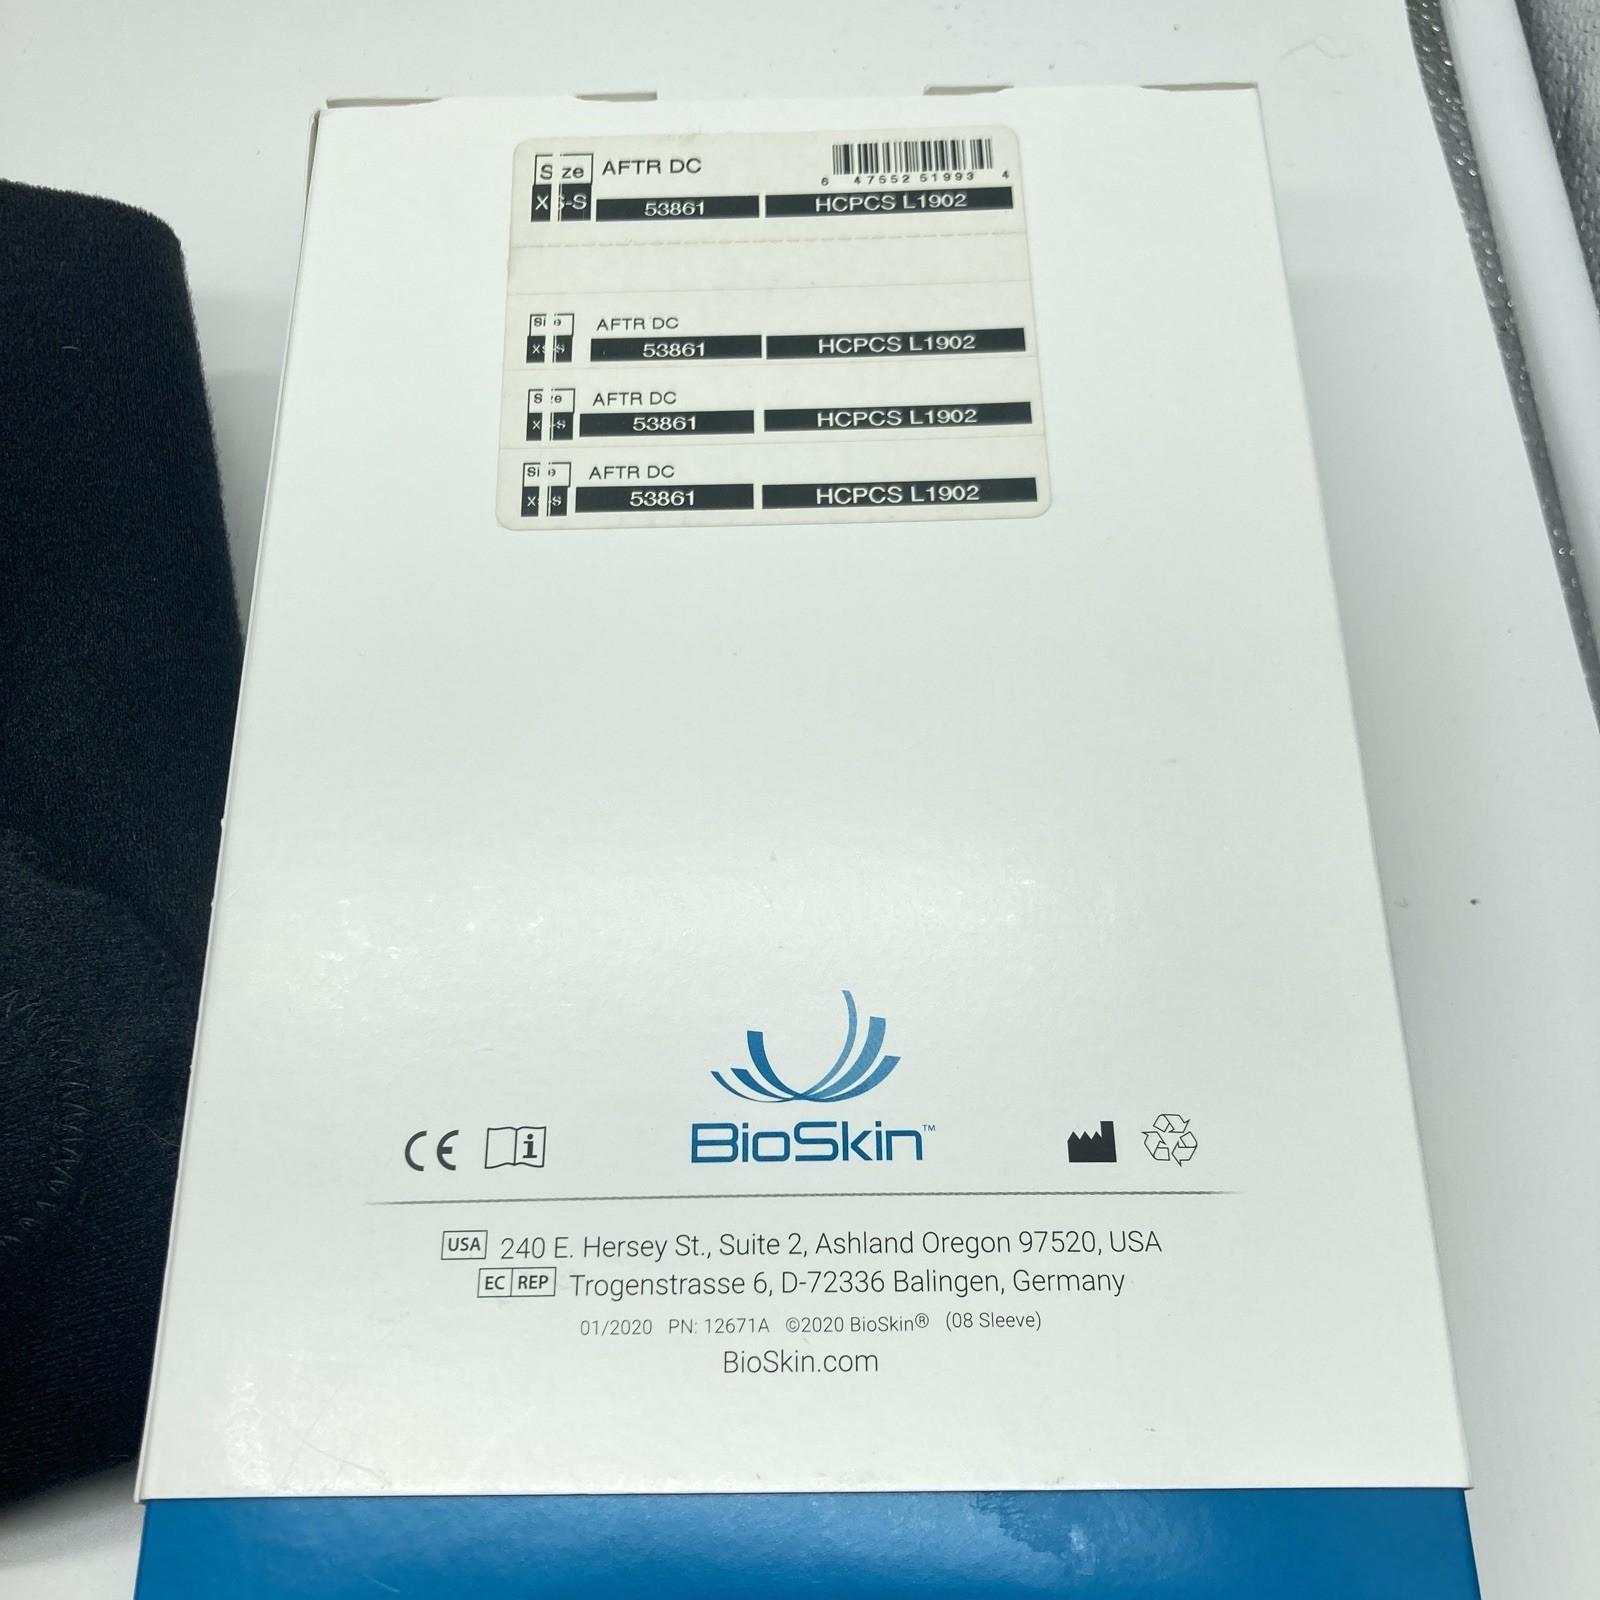 Size AFTR DC
6 47552 51993 4
XS-S 53861 HCPCS L1902
Size AFTR DC
XS-S 53861 HCPCS L1902
Size AFTR DC
XS-S 53861 HCPCS L1902
Size AFTR DC
XS-S 53861 HCPCS L1902
CE i BioSkin™
USA 240 E. Hersey St., Suite 2, Ashland Oregon 97520, USA
EC REP Trogenstrasse 6, D-72336 Balingen, Germany
01/2020 PN: 12671A ©2020 BioSkin® (08 Sleeve)
BioSkin.com